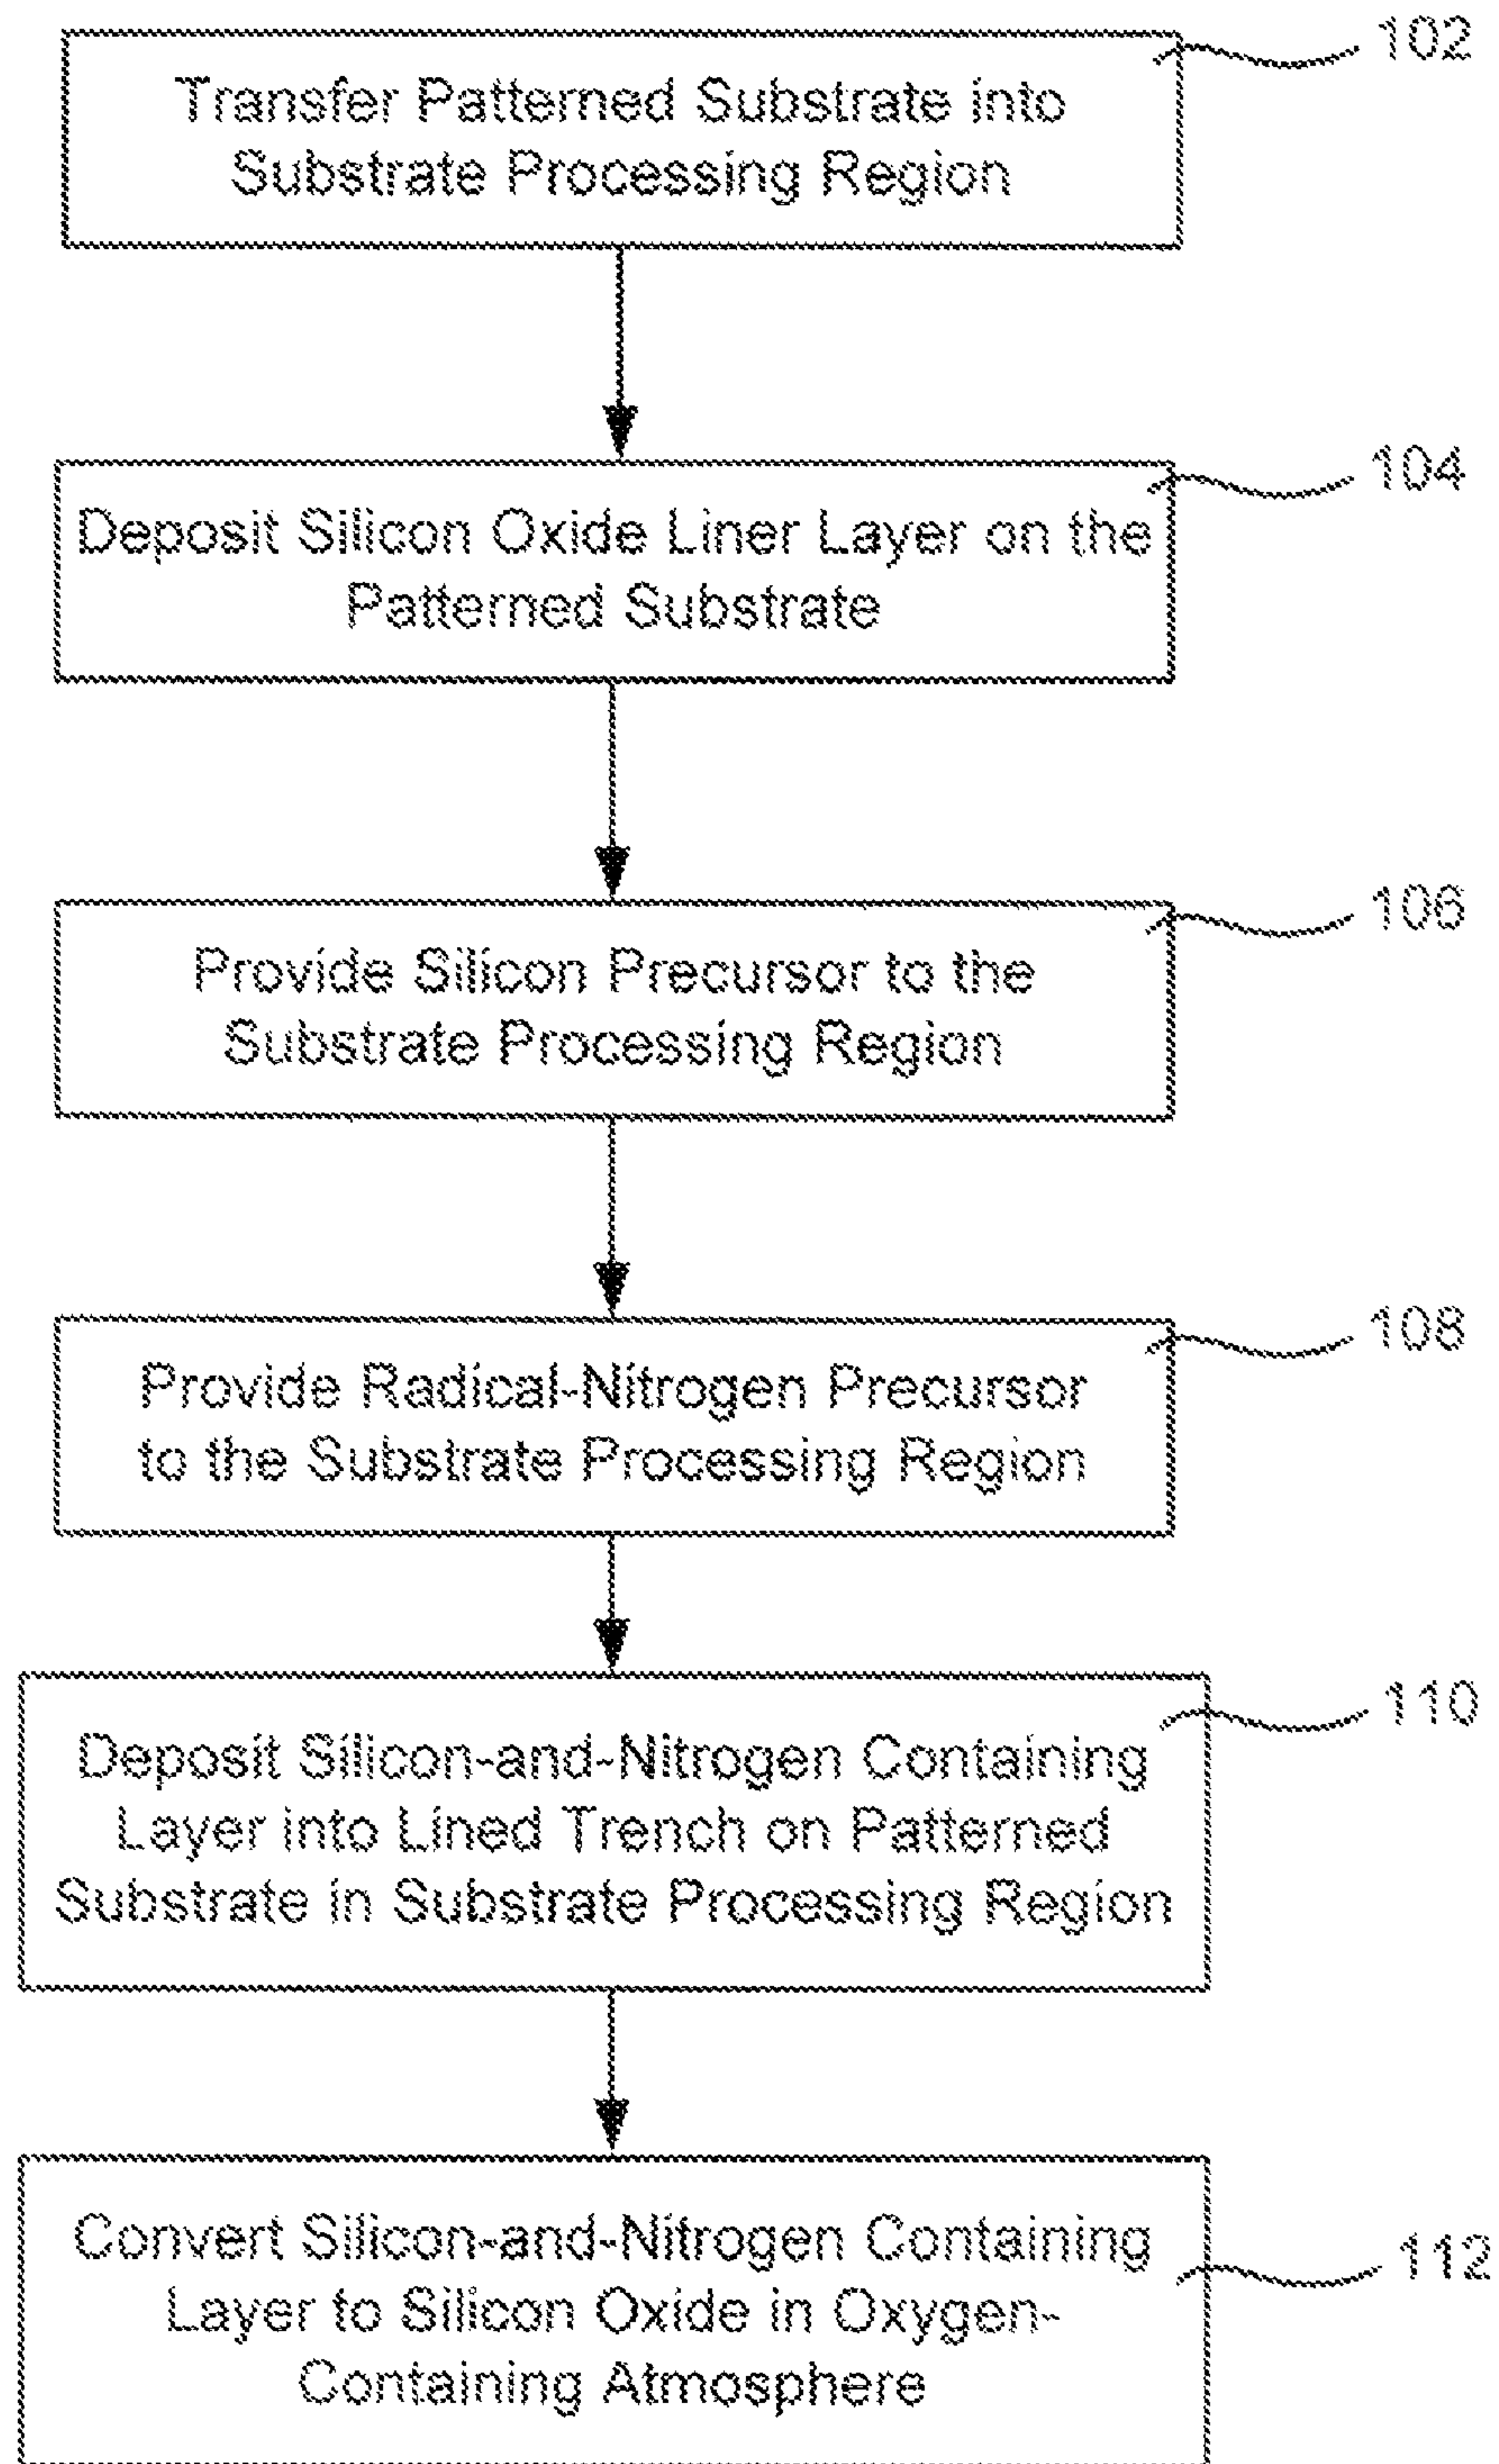 102
Transfer Patterned Substrate into
Substrate Processing Region
104
Deposit Silicon Oxide Liner Layer on the
Patterned Substrate
106
Provide Silicon Precursor to the
Substrate Processing Region
108
Provide Radical-Nitrogen Precursor
to the Substrate Processing Region
110
Deposit Silicon-and-Nitrogen Containing
Layer into Lined Trench on Patterned
Substrate in Substrate Processing Region
112
Convert Silicon-and-Nitrogen Containing
Layer to Silicon Oxide in Oxygen-
Containing Atmosphere